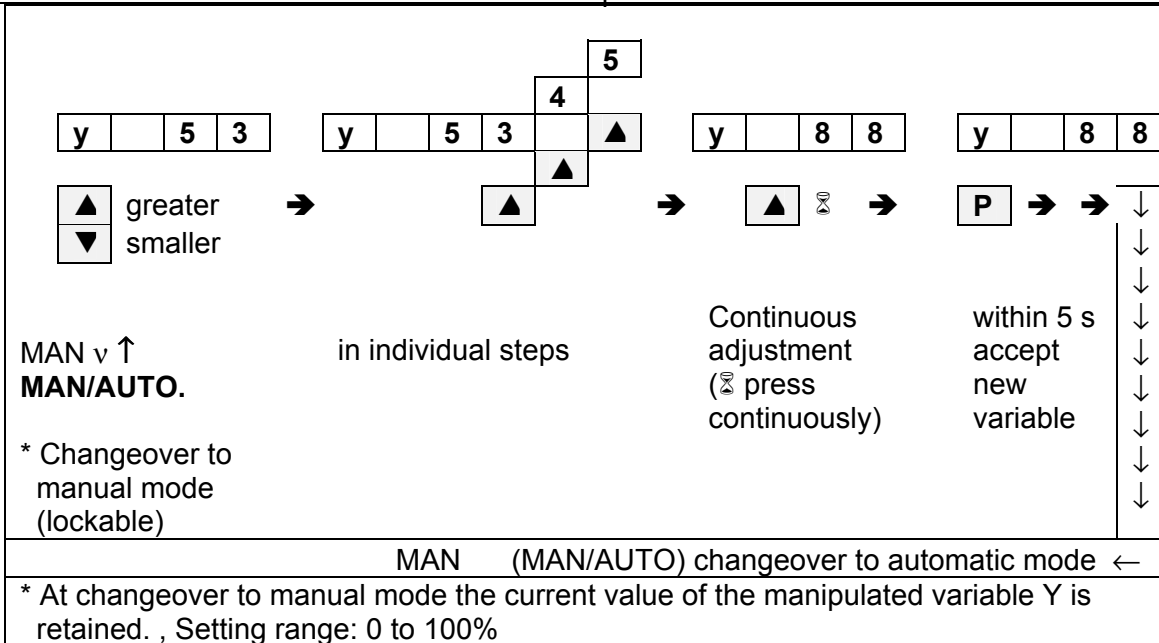 5
4
y 5 3 y 5 3 ▲ y 8 8 y 8 8
▲
▲ greater ➔ ▲ ➔ ▲ ⌛ ➔ P ➔ ➔ ↓
▼ smaller ↓
↓
Continuous within 5 s ↓
MAN ν ↑ in individual steps adjustment accept ↓
MAN/AUTO. (⌛ press new ↓
continuously) variable ↓
* Changeover to ↓
manual mode ↓
(lockable)
MAN (MAN/AUTO) changeover to automatic mode ←
* At changeover to manual mode the current value of the manipulated variable Y is
retained. , Setting range: 0 to 100%